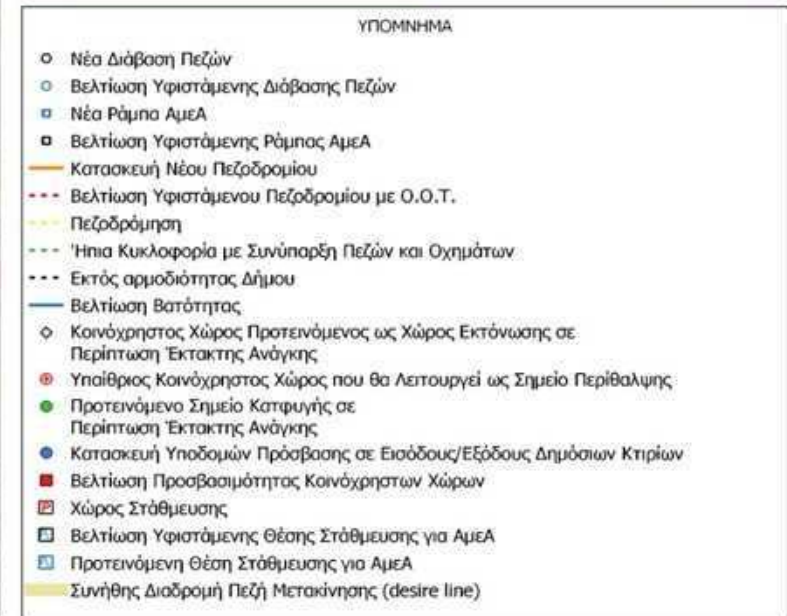 ΥΠΟΜΝΗΜΑ
Νέα Διάβαση Πεζών
Βελτίωση Υφιστάμενης Διάβασης Πεζών
Νέα Ράμπα ΑμεΑ
Βελτίωση Υφιστάμενης Ράμπας ΑμεΑ
Κατασκευή Νέου Πεζοδρομίου
Βελτίωση Υφιστάμενου Πεζοδρομίου με Ο.Ο.Τ.
Πεζοδρόμηση
Ήπια Κυκλοφορία με Συνύπαρξη Πεζών και Οχημάτων
Εκτός αρμοδιότητας Δήμου
Βελτίωση Βατότητας
Κοινόχρηστος Χώρος Προτεινόμενος ως Χώρος Εκτόνωσης σε
Περίπτωση Έκτακτης Ανάγκης
Υπαίθριος Κοινόχρηστος Χώρος που θα Λειτουργεί ως Σημείο Περίθαλψης
Προτεινόμενο Σημείο Κατφυγής σε
Περίπτωση Έκτακτης Ανάγκης
Κατασκευή Υποδομών Πρόσβασης σε Εισόδους/Εξόδους Δημόσιων Κτιρίων
Βελτίωση Προσβασιμότητας Κοινόχρηστων Χώρων
P Χώρος Στάθμευσης
Βελτίωση Υφιστάμενης Θέσης Στάθμευσης για ΑμεΑ
Προτεινόμενη Θέση Στάθμευσης για ΑμεΑ
Συνήθης Διαδρομή Πεζή Μετακίνησης (desire line)